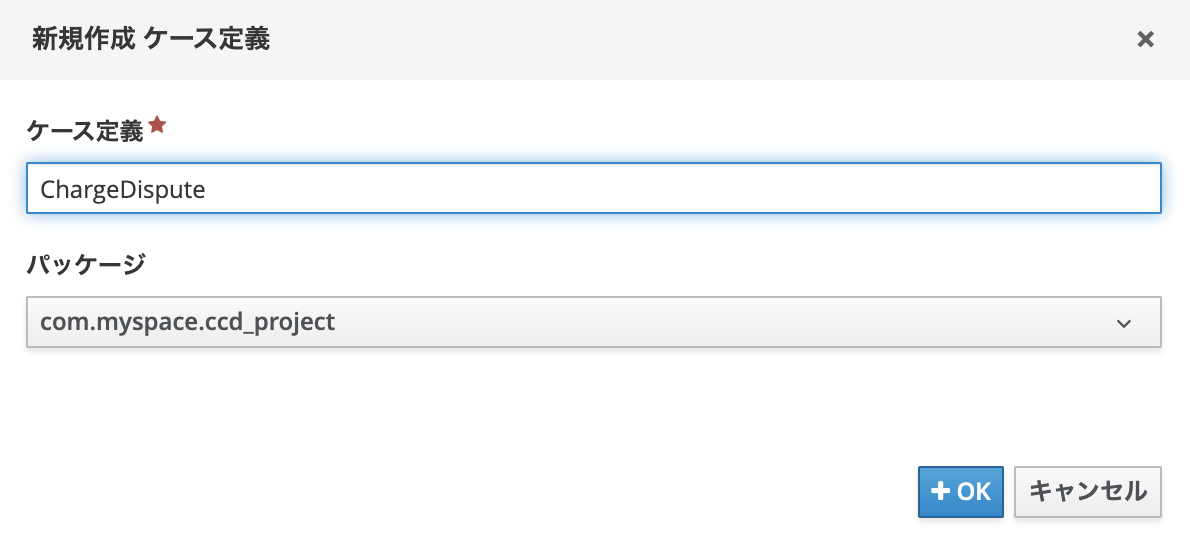 新規作成 ケース定義
ケース定義
ChargeDispute
パッケージ
com.myspace.ccd_project
OK
キャンセル